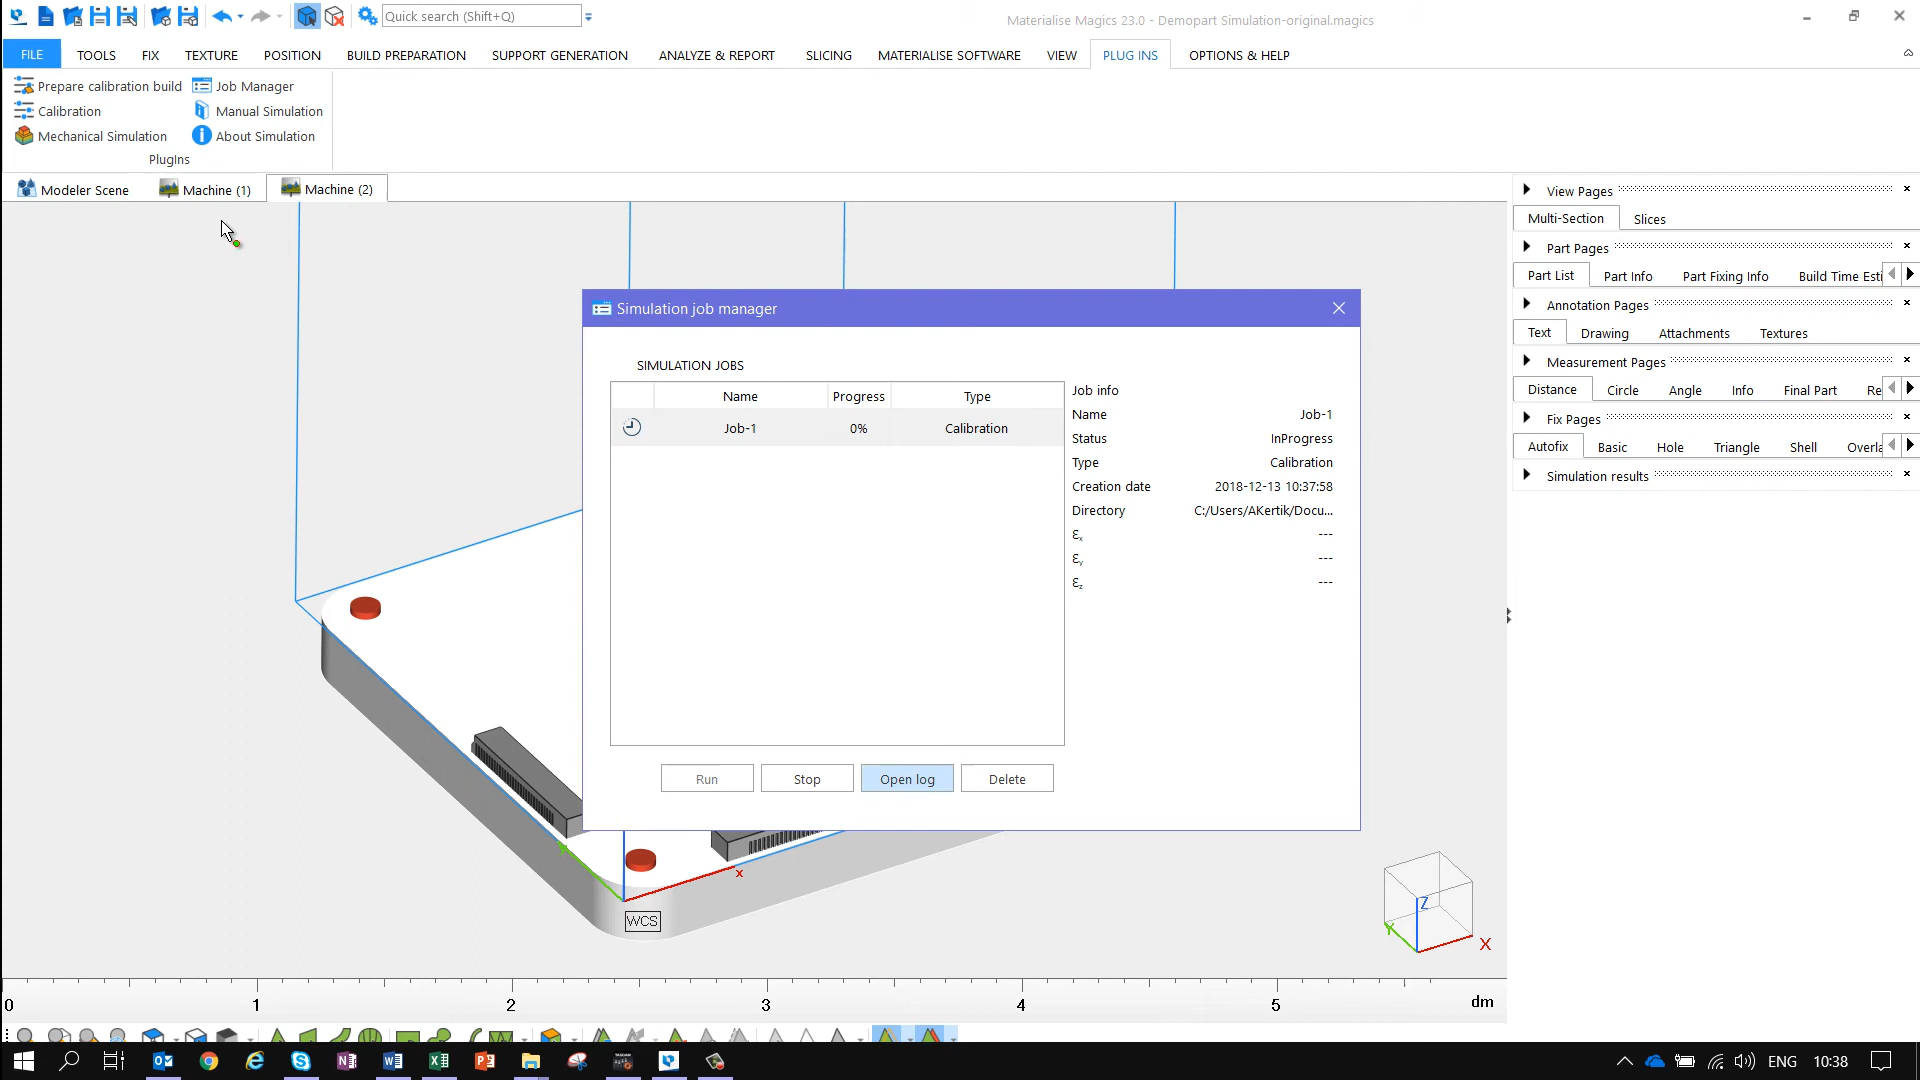 Quick search (Shift+Q)
Materialise Magics 23.0 - Demopart Simulation-original.magics
FILE TOOLS FIX TEXTURE POSITION BUILD PREPARATION SUPPORT GENERATION ANALYZE & REPORT SLICING MATERIALISE SOFTWARE VIEW PLUG INS OPTIONS & HELP
Prepare calibration build Job Manager
Calibration Manual Simulation
Mechanical Simulation About Simulation
PlugIns
Modeler Scene Machine (1) Machine (2)
View Pages
Multi-Section Slices
Part Pages
Part List Part Info Part Fixing Info Build Time Esti
Annotation Pages
Text Drawing Attachments Textures
Measurement Pages
Distance Circle Angle Info Final Part Re
Fix Pages
Autofix Basic Hole Triangle Shell Overla
Simulation results
Simulation job manager
SIMULATION JOBS
Name Progress Type
Job-1 0% Calibration
Job info
Name Job-1
Status InProgress
Type Calibration
Creation date 2018-12-13 10:37:58
Directory C:/Users/AKertik/Docu...
εx ---
εy ---
εz ---
Run Stop Open log Delete
Y
x
WCS
Z
Y
X
0 1 2 3 4 5 dm
ENG 10:38